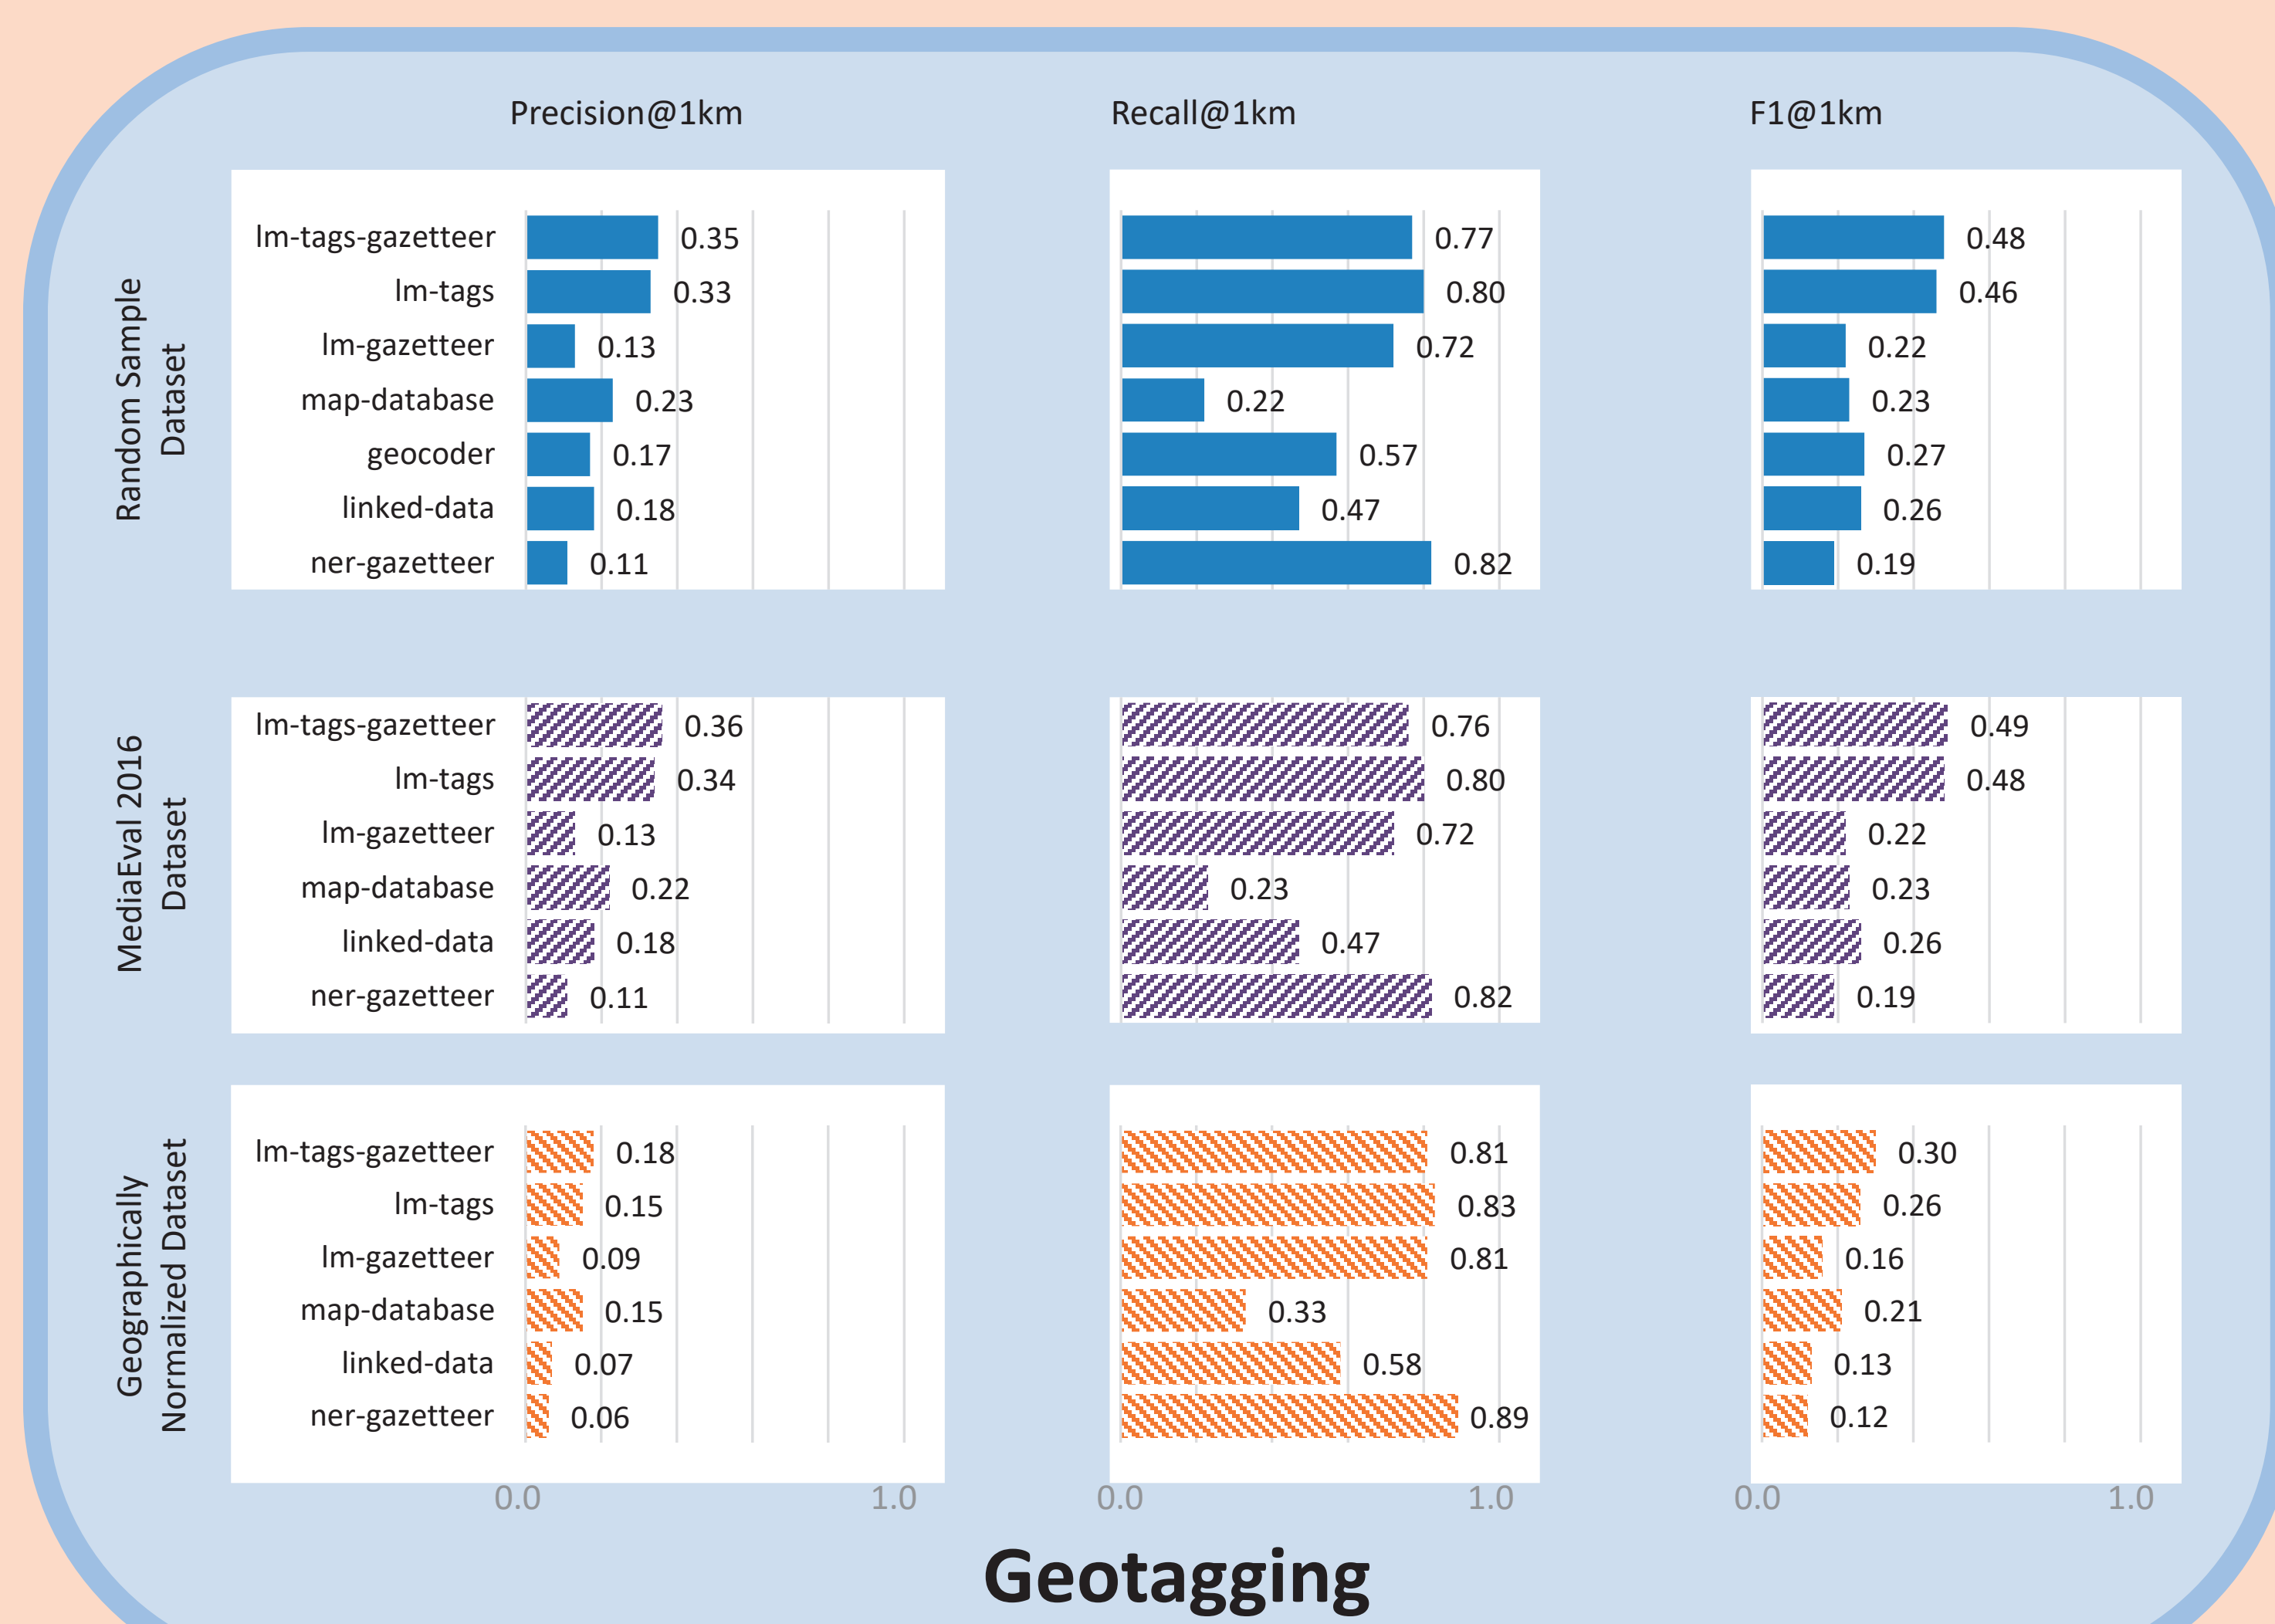 Precision@1km Recall@1km F1@1km
Random Sample
Dataset
lm-tags-gazetteer 0.35 0.77 0.48
lm-tags 0.33 0.80 0.46
lm-gazetteer 0.13 0.72 0.22
map-database 0.23 0.22 0.23
geocoder 0.17 0.57 0.27
linked-data 0.18 0.47 0.26
ner-gazetteer 0.11 0.82 0.19
MediaEval 2016
Dataset
lm-tags-gazetteer 0.36 0.76 0.49
lm-tags 0.34 0.80 0.48
lm-gazetteer 0.13 0.72 0.22
map-database 0.22 0.23 0.23
linked-data 0.18 0.47 0.26
ner-gazetteer 0.11 0.82 0.19
Geographically
Normalized Dataset
lm-tags-gazetteer 0.18 0.81 0.30
lm-tags 0.15 0.83 0.26
lm-gazetteer 0.09 0.81 0.16
map-database 0.15 0.33 0.21
linked-data 0.07 0.58 0.13
ner-gazetteer 0.06 0.89 0.12
0.0 1.0 0.0 1.0 0.0 1.0
Geotagging